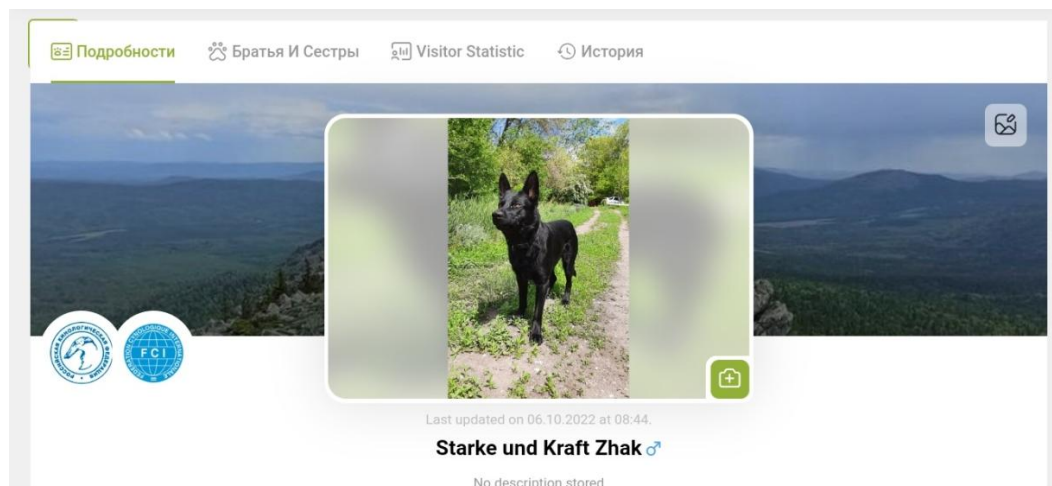 Подробности
Братья И Сестры
Visitor Statistic
История
FCI
Last updated on 06.10.2022 at 08:44.
Starke und Kraft Zhak
No description stored